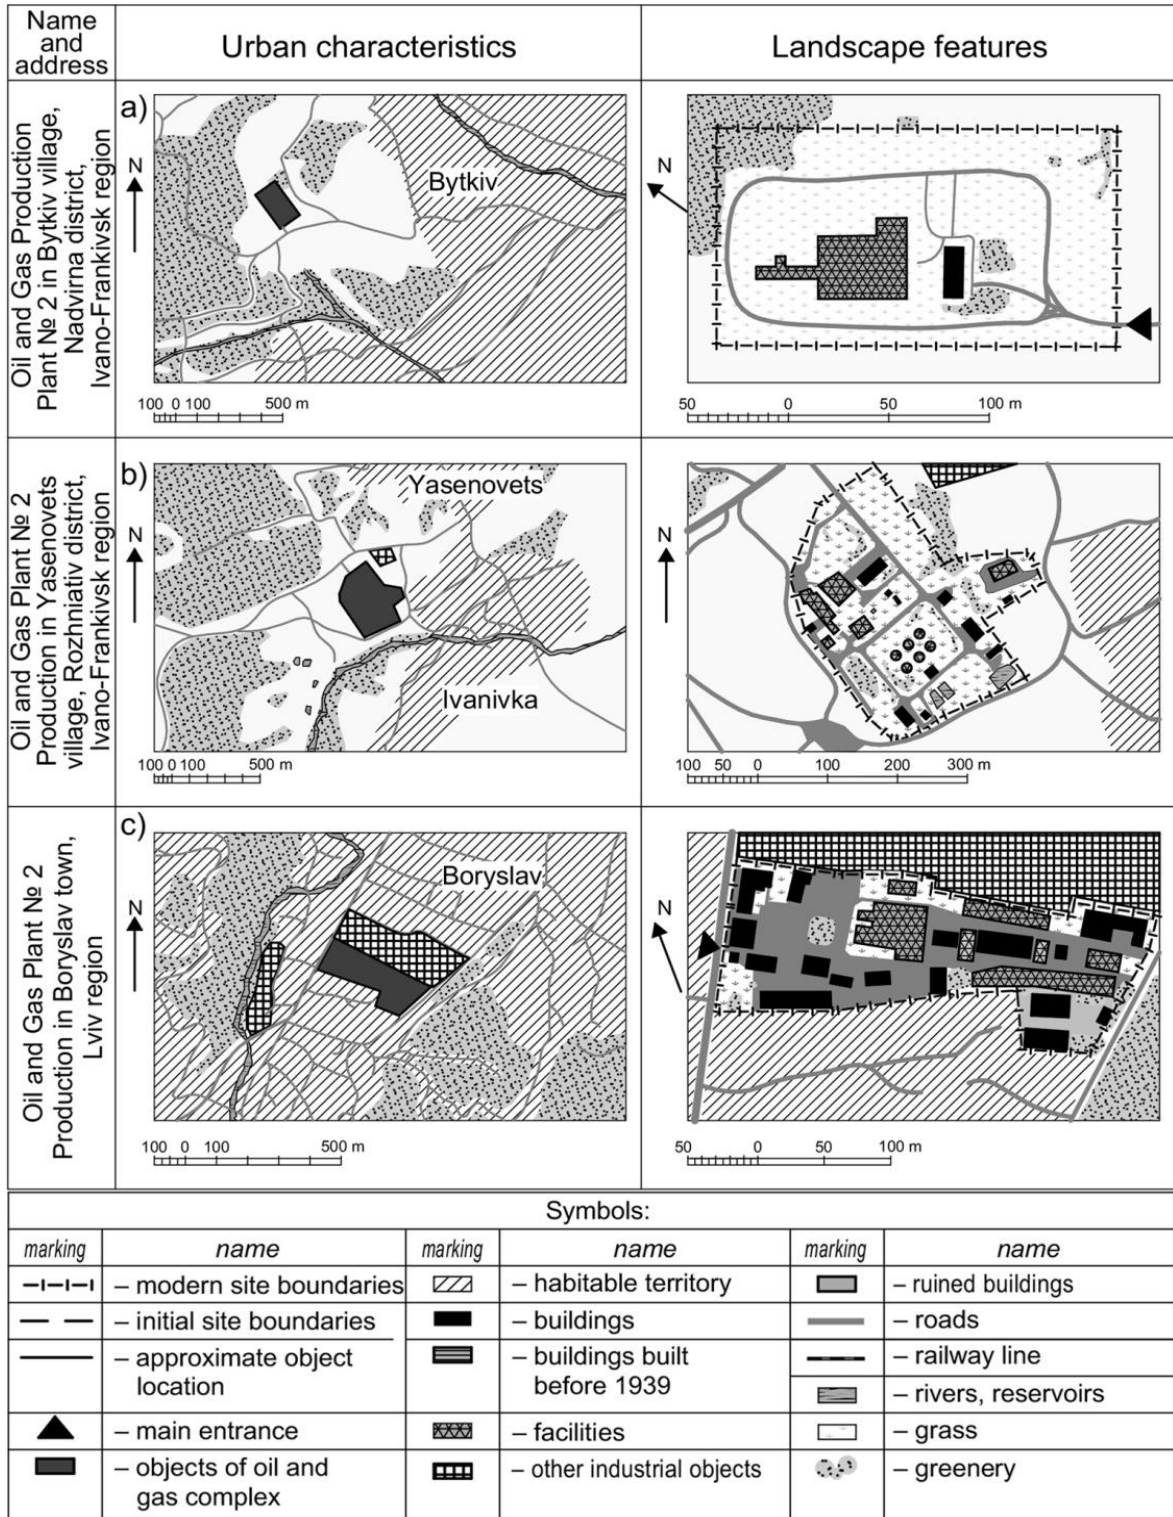 Name
and
address
Urban characteristics
Landscape features
Oil and Gas Production
Plant № 2 in Bytkiv village,
Nadvirna district,
Ivano-Frankivsk region
a)
N
Bytkiv
100 0 100 500 m
N
50 0 50 100 m
Oil and Gas Plant № 2
Production in Yasenovets
village, Rozhniativ district,
Ivano-Frankivsk region
b)
N
Yasenovets
Ivanivka
100 0 100 500 m
N
100 50 0 100 200 300 m
Oil and Gas Plant № 2
Production in Boryslav town,
Lviv region
c)
N
Boryslav
100 0 100 500 m
N
50 0 50 100 m
Symbols:
marking name marking name marking name
– modern site boundaries – habitable territory – ruined buildings
– initial site boundaries – buildings – roads
– approximate object
location
– buildings built
before 1939
– railway line
– rivers, reservoirs
– main entrance – facilities – grass
– objects of oil and
gas complex
– other industrial objects – greenery